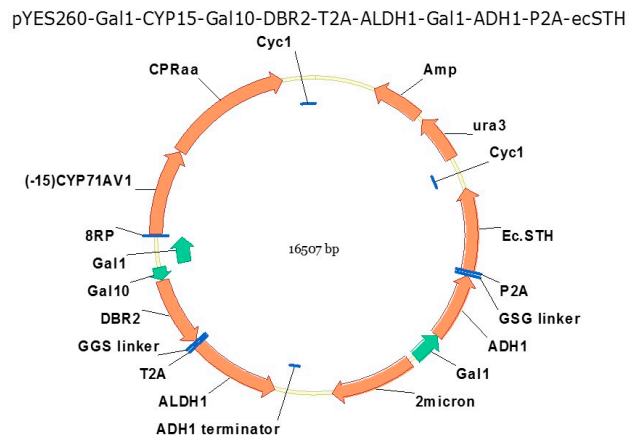 pYES260-Gal1-CYP15-Gal10-DBR2-T2A-ALDH1-Gal1-ADH1-P2A-ecSTH
Cyc1
CPRaa
Amp
ura3
Cyc1
(-15)CYP71AV1
8RP
Ec.STH
Gal1
16507 bp
Gal10
P2A
DBR2
GSG linker
GGS linker
ADH1
T2A
Gal1
ALDH1
2micron
ADH1 terminator